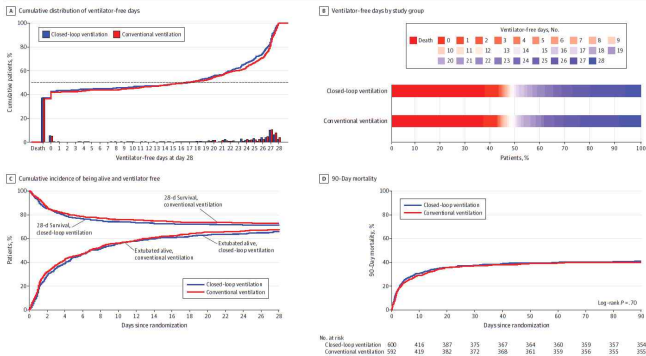 A Cumulative distribution of ventilator-free days
Closed-loop ventilation Conventional ventilation
Cumulative patients, %
100
80
60
40
20
0
Death 0 1 2 3 4 5 6 7 8 9 10 11 12 13 14 15 16 17 18 19 20 21 22 23 24 25 26 27 28
Ventilator-free days at day 28
B Ventilator-free days by study group
Ventilator-free days, No.
Death 0 1 2 3 4 5 6 7 8 9
10 11 12 13 14 15 16 17 18 19
20 21 22 23 24 25 26 27 28
Closed-loop ventilation
Conventional ventilation
0 10 20 30 40 50 60 70 80 90 100
Patients, %
C Cumulative incidence of being alive and ventilator free
Patients, %
100
80
60
40
20
0
28-d Survival,
conventional ventilation
28-d Survival,
closed-loop ventilation
Extubated alive,
conventional ventilation
Extubated alive,
closed-loop ventilation
Closed-loop ventilation
Conventional ventilation
0 2 4 6 8 10 12 14 16 18 20 22 24 26 28
Days since randomization
D 90-Day mortality
Closed-loop ventilation
Conventional ventilation
90-Day mortality, %
100
80
60
40
20
0
Log-rank P = .70
0 10 20 30 40 50 60 70 80 90
Days since randomization
No. at risk
Closed-loop ventilation 600 416 387 375 367 364 360 359 357 354
Conventional ventilation 592 419 382 372 368 361 359 356 355 355